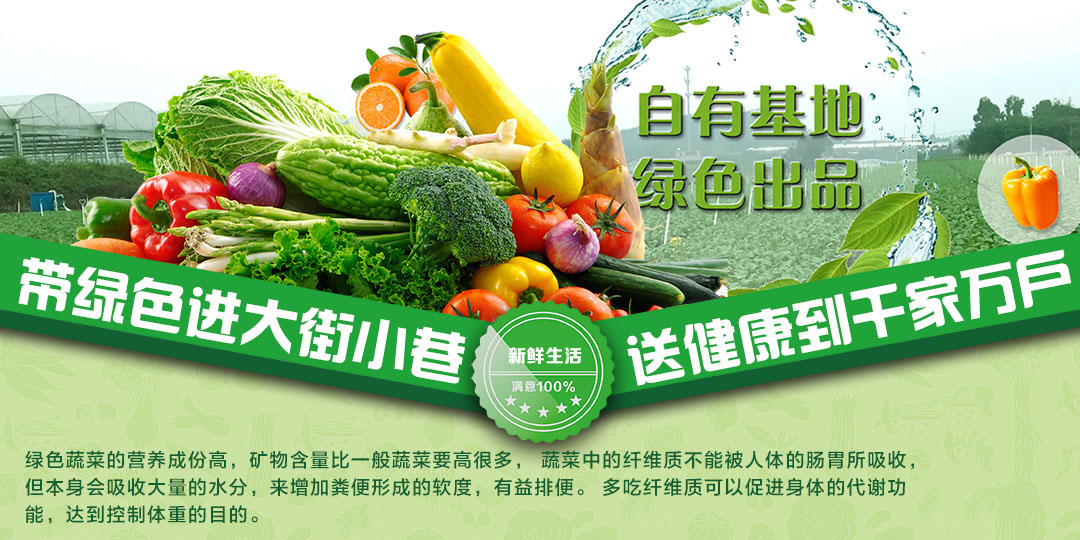 自有基地
绿色出品
带绿色进大街小巷
送健康到千家万户
新鲜生活
满意100%
绿色蔬菜的营养成份高，矿物含量比一般蔬菜要高很多， 蔬菜中的纤维质不能被人体的肠胃所吸收，
但本身会吸收大量的水分，来增加粪便形成的软度，有益排便。 多吃纤维质可以促进身体的代谢功
能，达到控制体重的目的。